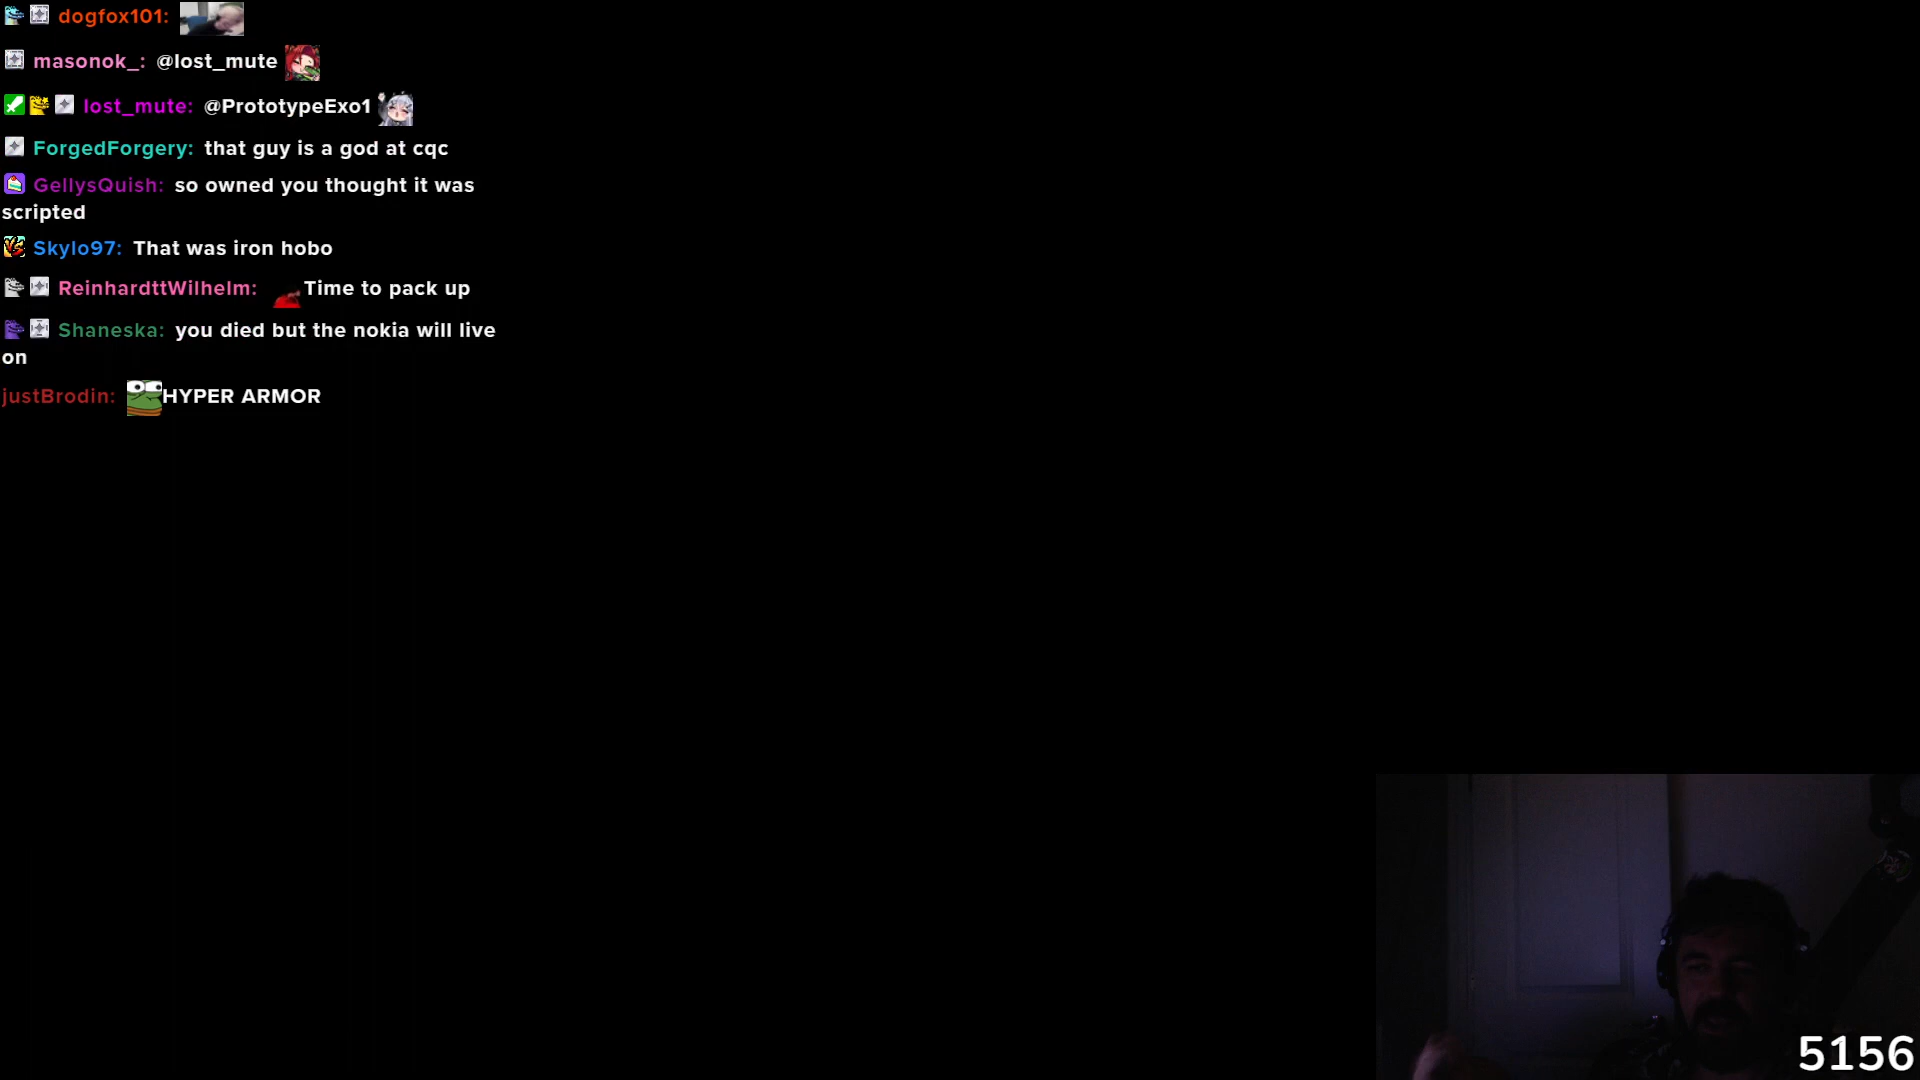 dogfox101:
masonok_: @lost_mute
lost_mute: @PrototypeExo1
ForgedForgery: that guy is a god at cqc
GellysQuish: so owned you thought it was
scripted
Skylo97: That was iron hobo
ReinhardttWilhelm: Time to pack up
Shaneska: you died but the nokia will live
on
justBrodin: HYPER ARMOR
5156